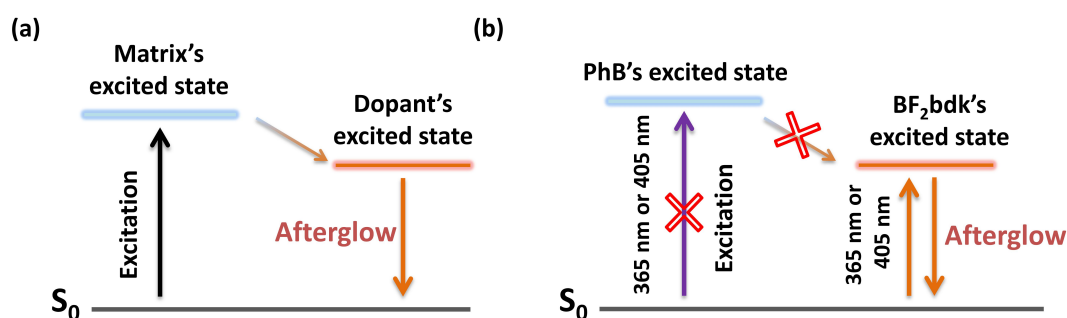 (a)
Matrix's
excited state
Dopant's
excited state
Excitation
Afterglow
S0
(b)
PhB's excited state
BF2bdk's
excited state
365 nm or 405 nm
Excitation
365 nm or
405 nm
Afterglow
S0